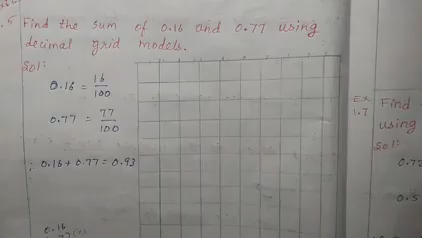 .5 Find the sum of 0.16 and 0.77 using
decimal grid models.
Sol:
0.16 = 16/100
0.77 = 77/100
∴ 0.16 + 0.77 = 0.93
0.16
Ex
1.7
Find
using
Sol:
0.72
0.5